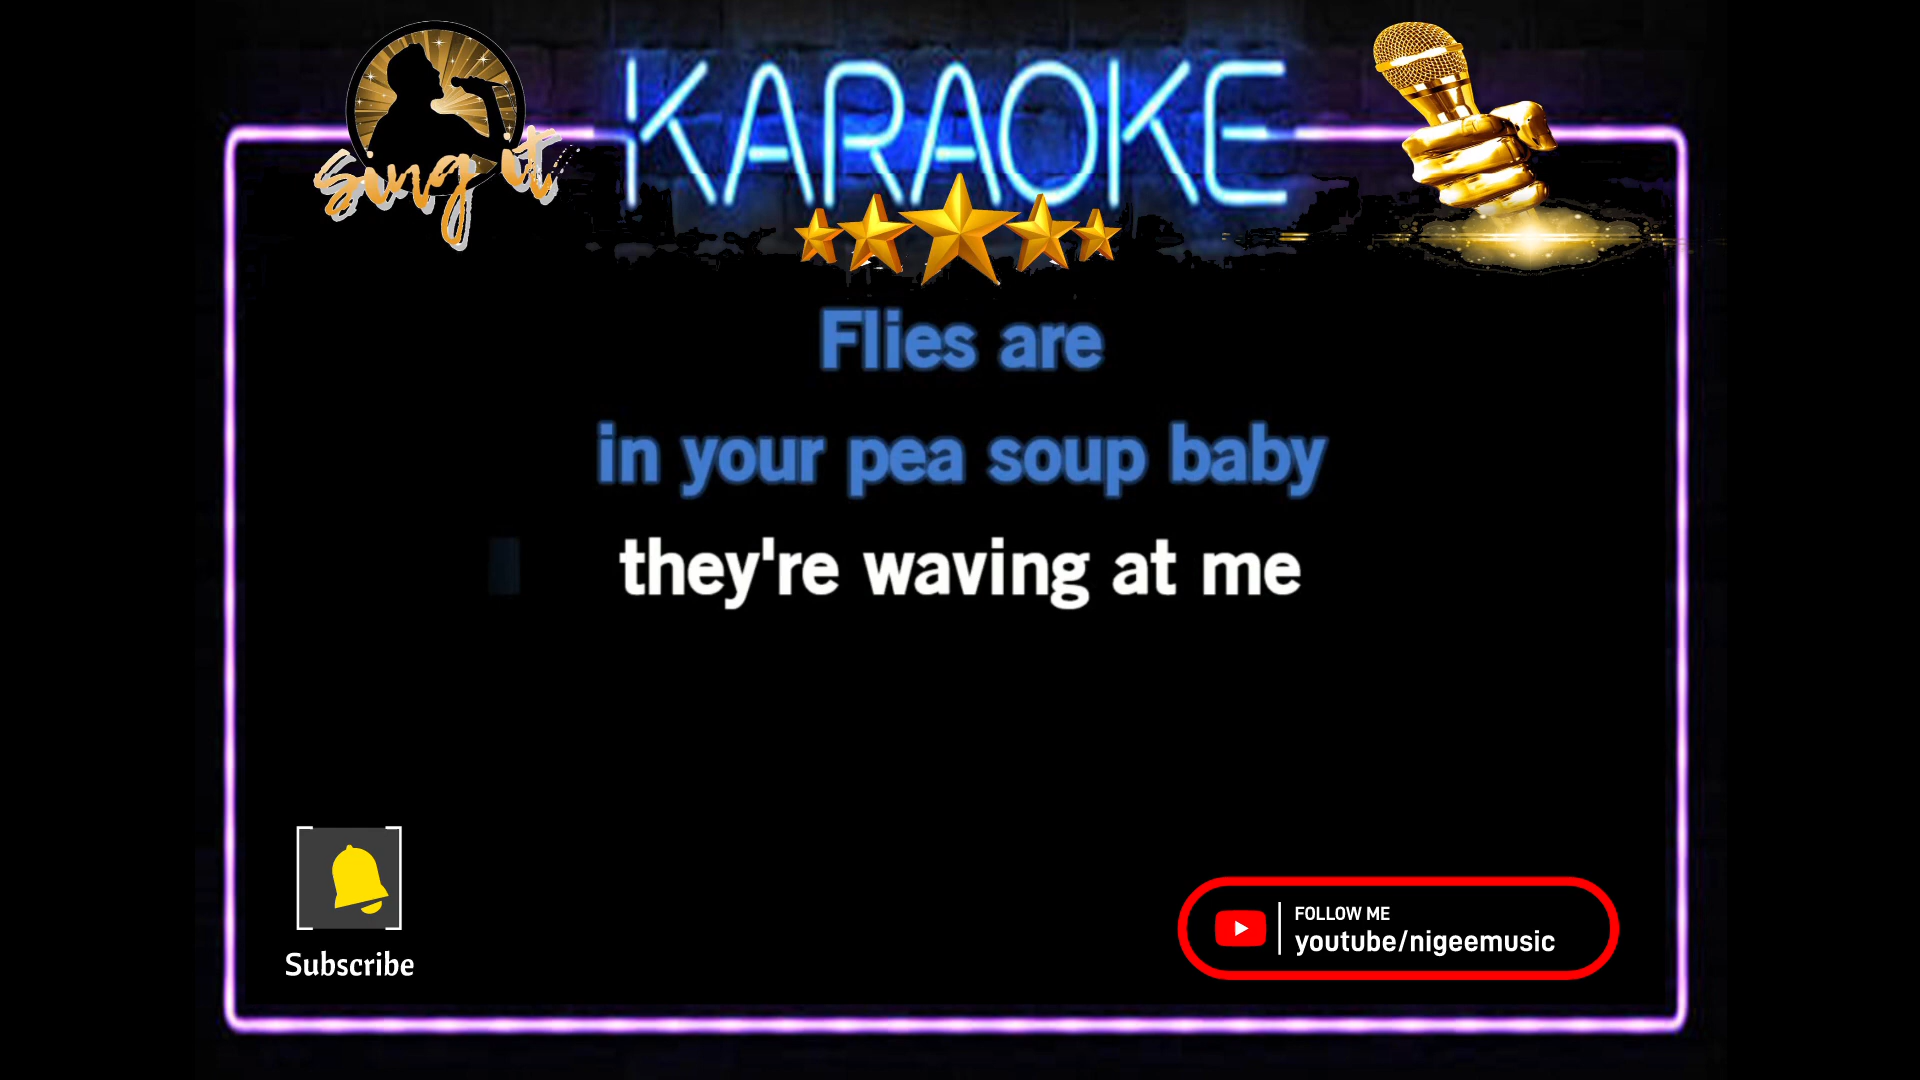 sing it
KARAOKE
Flies are
in your pea soup baby
they're waving at me
Subscribe
FOLLOW ME
youtube/nigeemusic